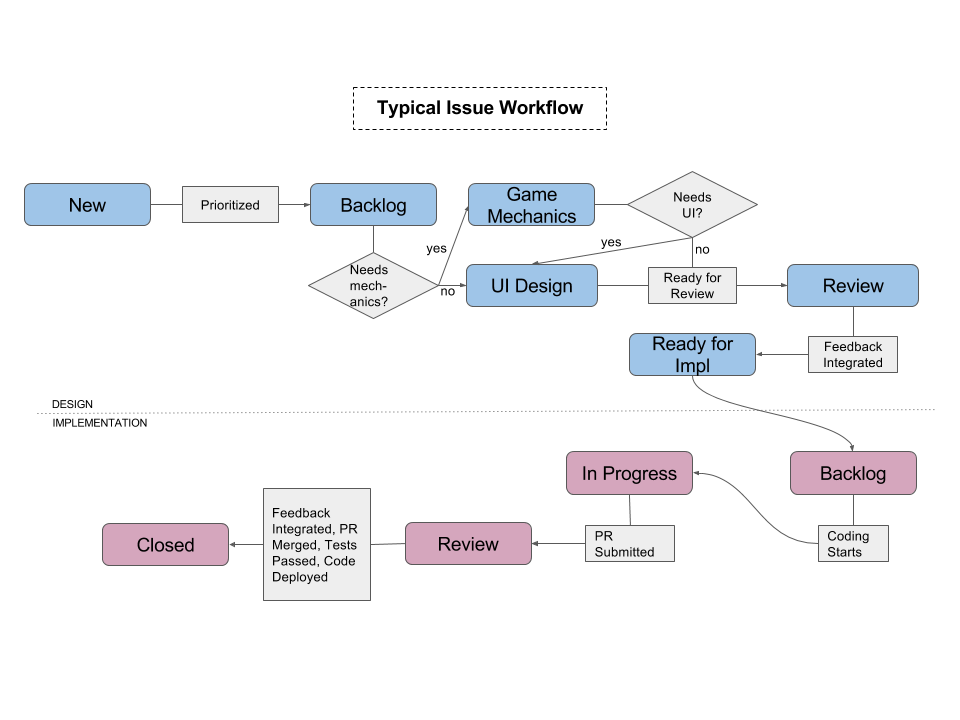 Typical Issue Workflow
New
Prioritized
Backlog
Game
Mechanics
Needs
UI?
yes
Needs
mech-
anics?
no
UI Design
yes
no
Ready for
Review
Review
Feedback
Integrated
Ready for
Impl
DESIGN
IMPLEMENTATION
Backlog
Coding
Starts
In Progress
PR
Submitted
Review
Feedback
Integrated, PR
Merged, Tests
Passed, Code
Deployed
Closed